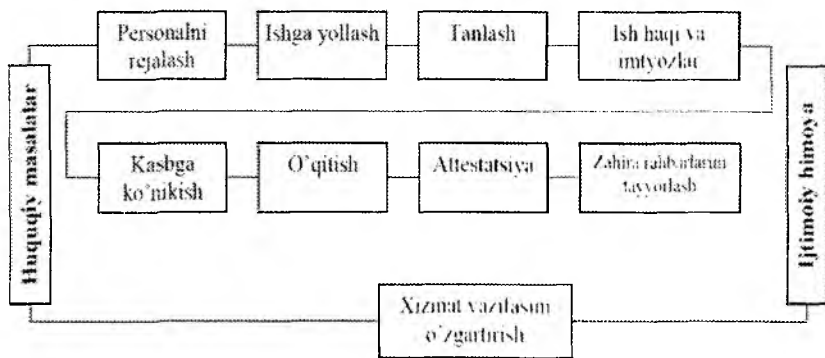 Personalni
rejalash
Ishga yollash
Tanlash
Ish haqi va
imtyozlar
Huquqiy masalalar
Kasbga
ko'nikish
O'qitish
Attestatsiya
Zahira rahbarlarini
tayyorlash
Ijtimoiy himoya
Xizmat vazifasini
o'zgartirish